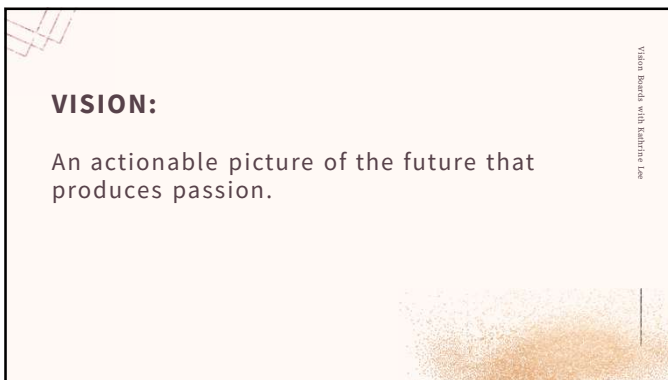 VISION:
An actionable picture of the future that
produces passion.
Vision Boards with Kathrine Lee